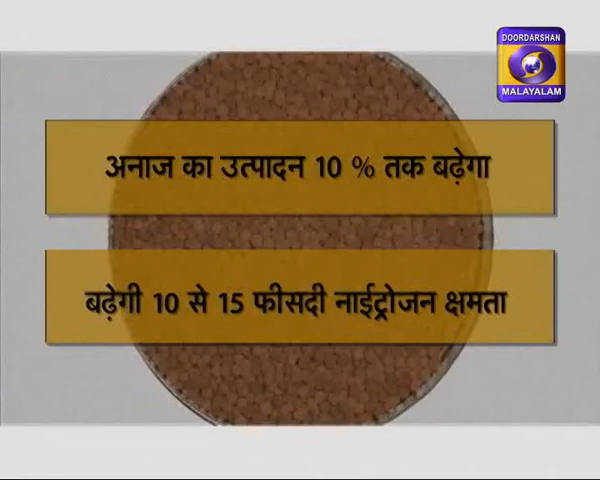 DOORDARSHAN
MALAYALAM
अनाज का उत्पादन 10 % तक बढ़ेगा
बढ़ेगी 10 से 15 फीसदी नाईट्रोजन क्षमता